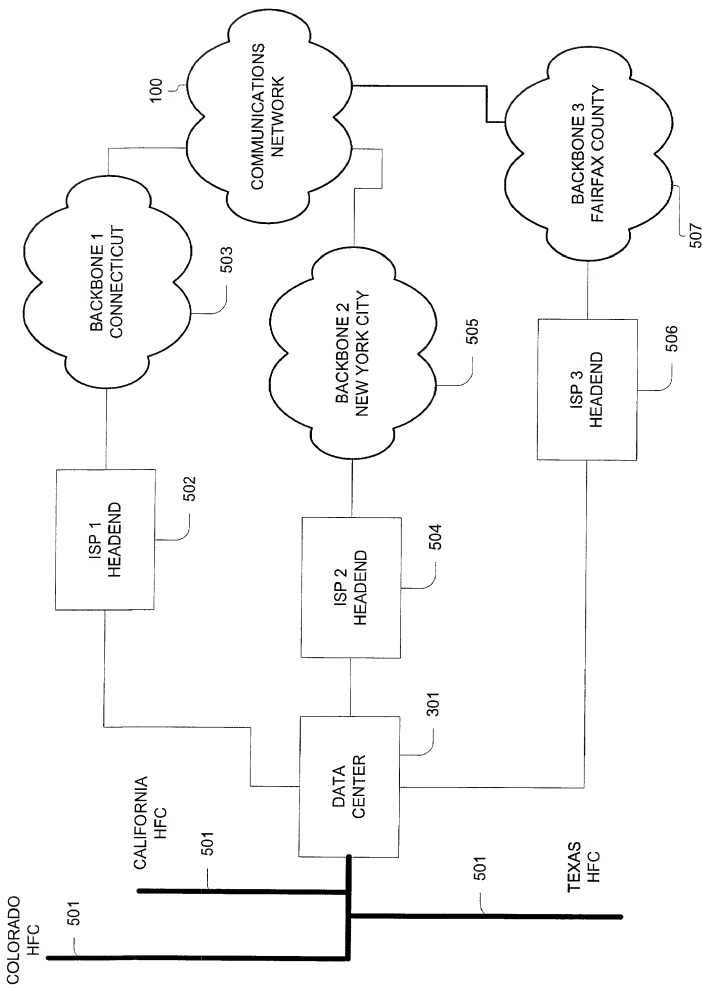 COLORADO
HFC
501
CALIFORNIA
HFC
501
TEXAS
HFC
501
DATA
CENTER
301
ISP 1
HEADEND
502
ISP 2
HEADEND
504
ISP 3
HEADEND
506
BACKBONE 1
CONNECTICUT
503
BACKBONE 2
NEW YORK CITY
505
BACKBONE 3
FAIRFAX COUNTY
507
COMMUNICATIONS
NETWORK
100